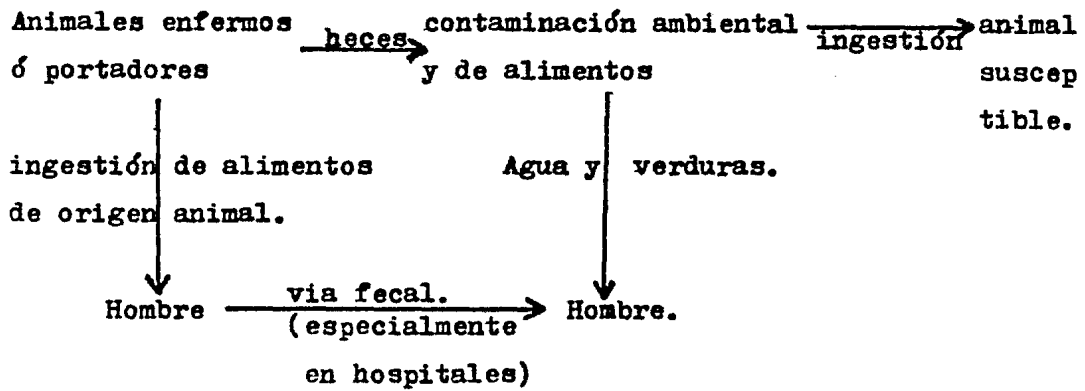 Animales enfermos heces contaminación ambiental ingestión animal
ó portadores y de alimentos suscep
tible.
ingestión de alimentos Agua y verduras.
de origen animal.
Hombre via fecal. Hombre.
(especialmente
en hospitales)